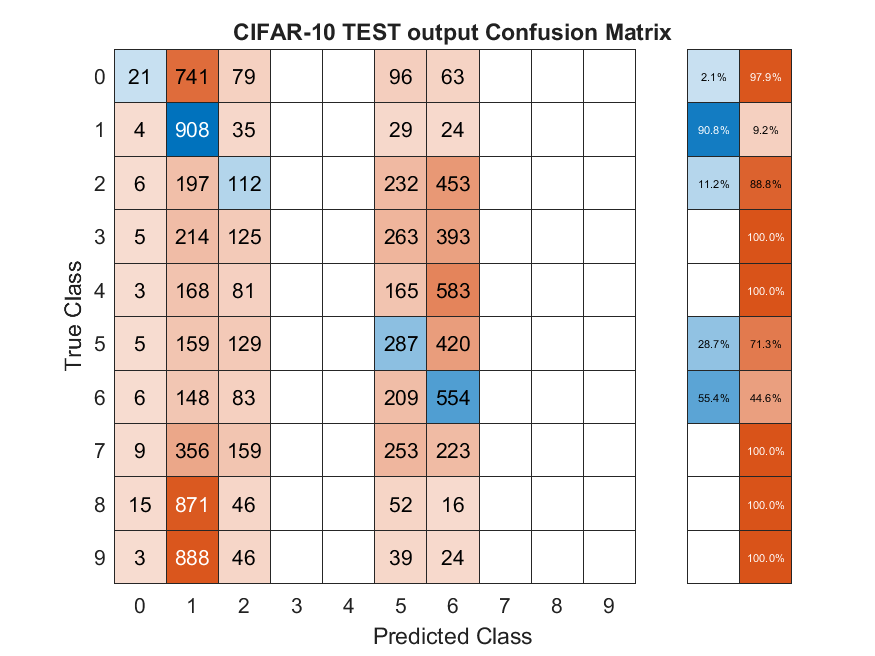 CIFAR-10 TEST output Confusion Matrix
0 21 741 79 96 63 2.1% 97.9%
1 4 908 35 29 24 90.8% 9.2%
2 6 197 112 232 453 11.2% 88.8%
3 5 214 125 263 393 100.0%
4 3 168 81 165 583 100.0%
5 5 159 129 287 420 28.7% 71.3%
6 6 148 83 209 554 55.4% 44.6%
7 9 356 159 253 223 100.0%
8 15 871 46 52 16 100.0%
9 3 888 46 39 24 100.0%
True Class
0 1 2 3 4 5 6 7 8 9
Predicted Class